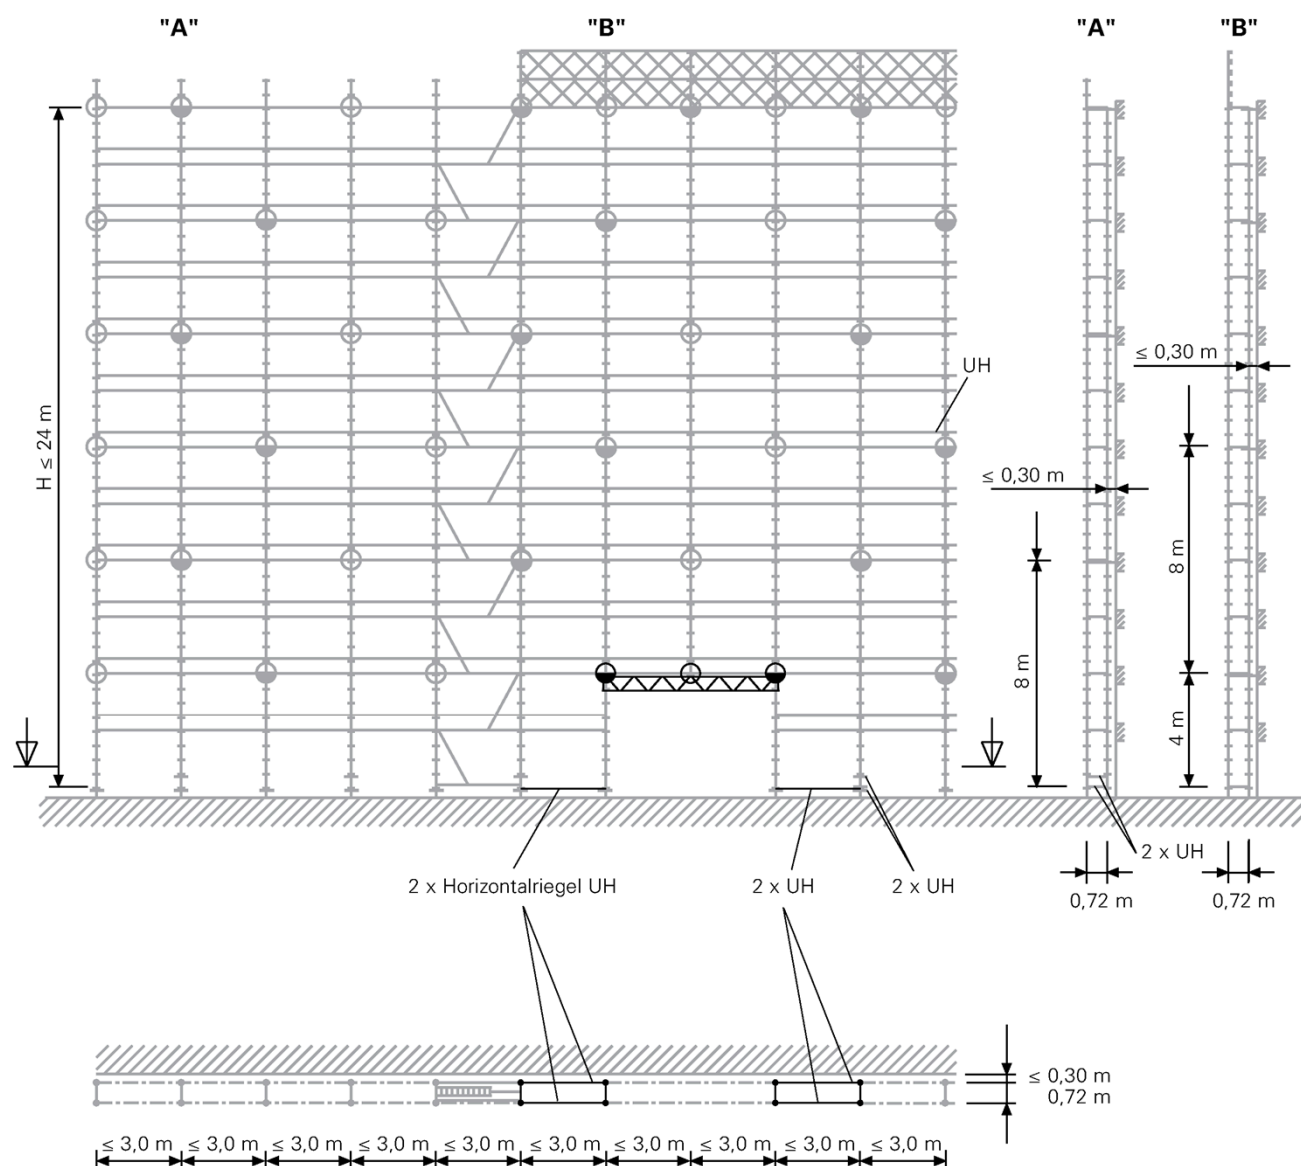 "A" "B" "A" "B"
≤ 0,30 m
UH
H ≤ 24 m
≤ 0,30 m
8 m
8 m
4 m
2 x UH
2 x Horizontalriegel UH 2 x UH 2 x UH
0,72 m 0,72 m
≤ 0,30 m
0,72 m
≤ 3,0 m ≤ 3,0 m ≤ 3,0 m ≤ 3,0 m ≤ 3,0 m ≤ 3,0 m ≤ 3,0 m ≤ 3,0 m ≤ 3,0 m ≤ 3,0 m